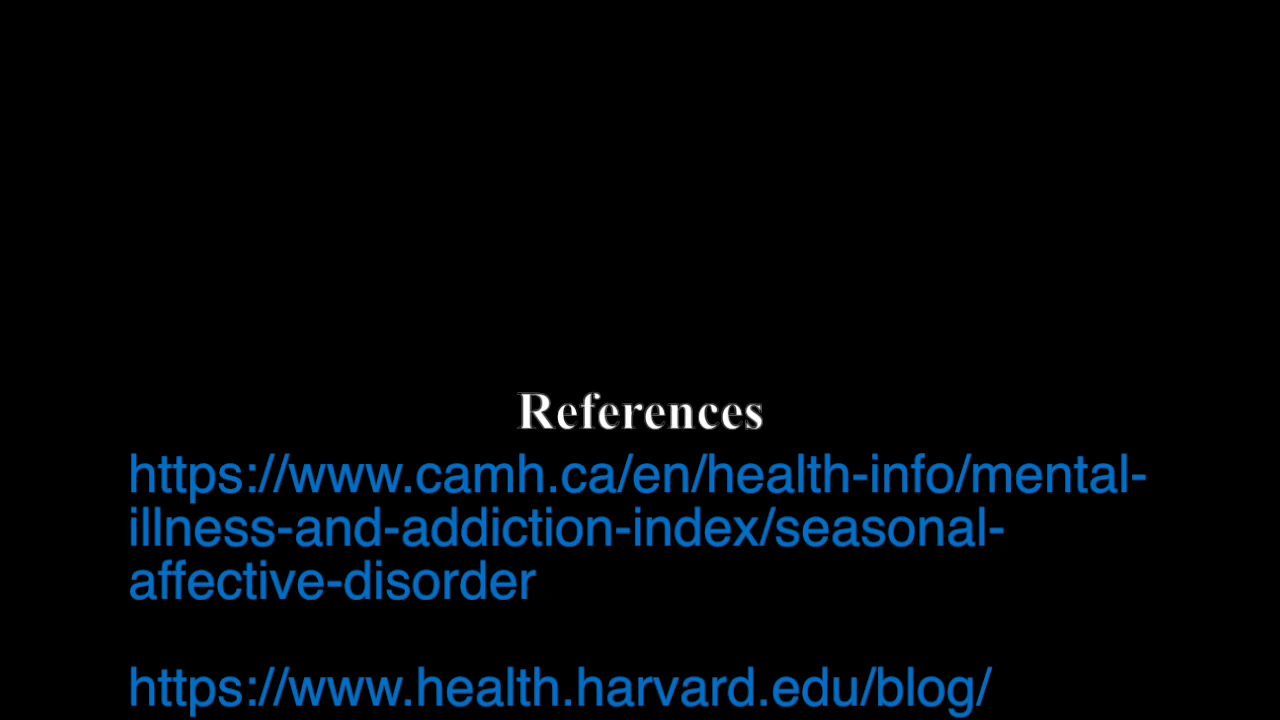 References
https://www.camh.ca/en/health-info/mental-
illness-and-addiction-index/seasonal-
affective-disorder
https://www.health.harvard.edu/blog/